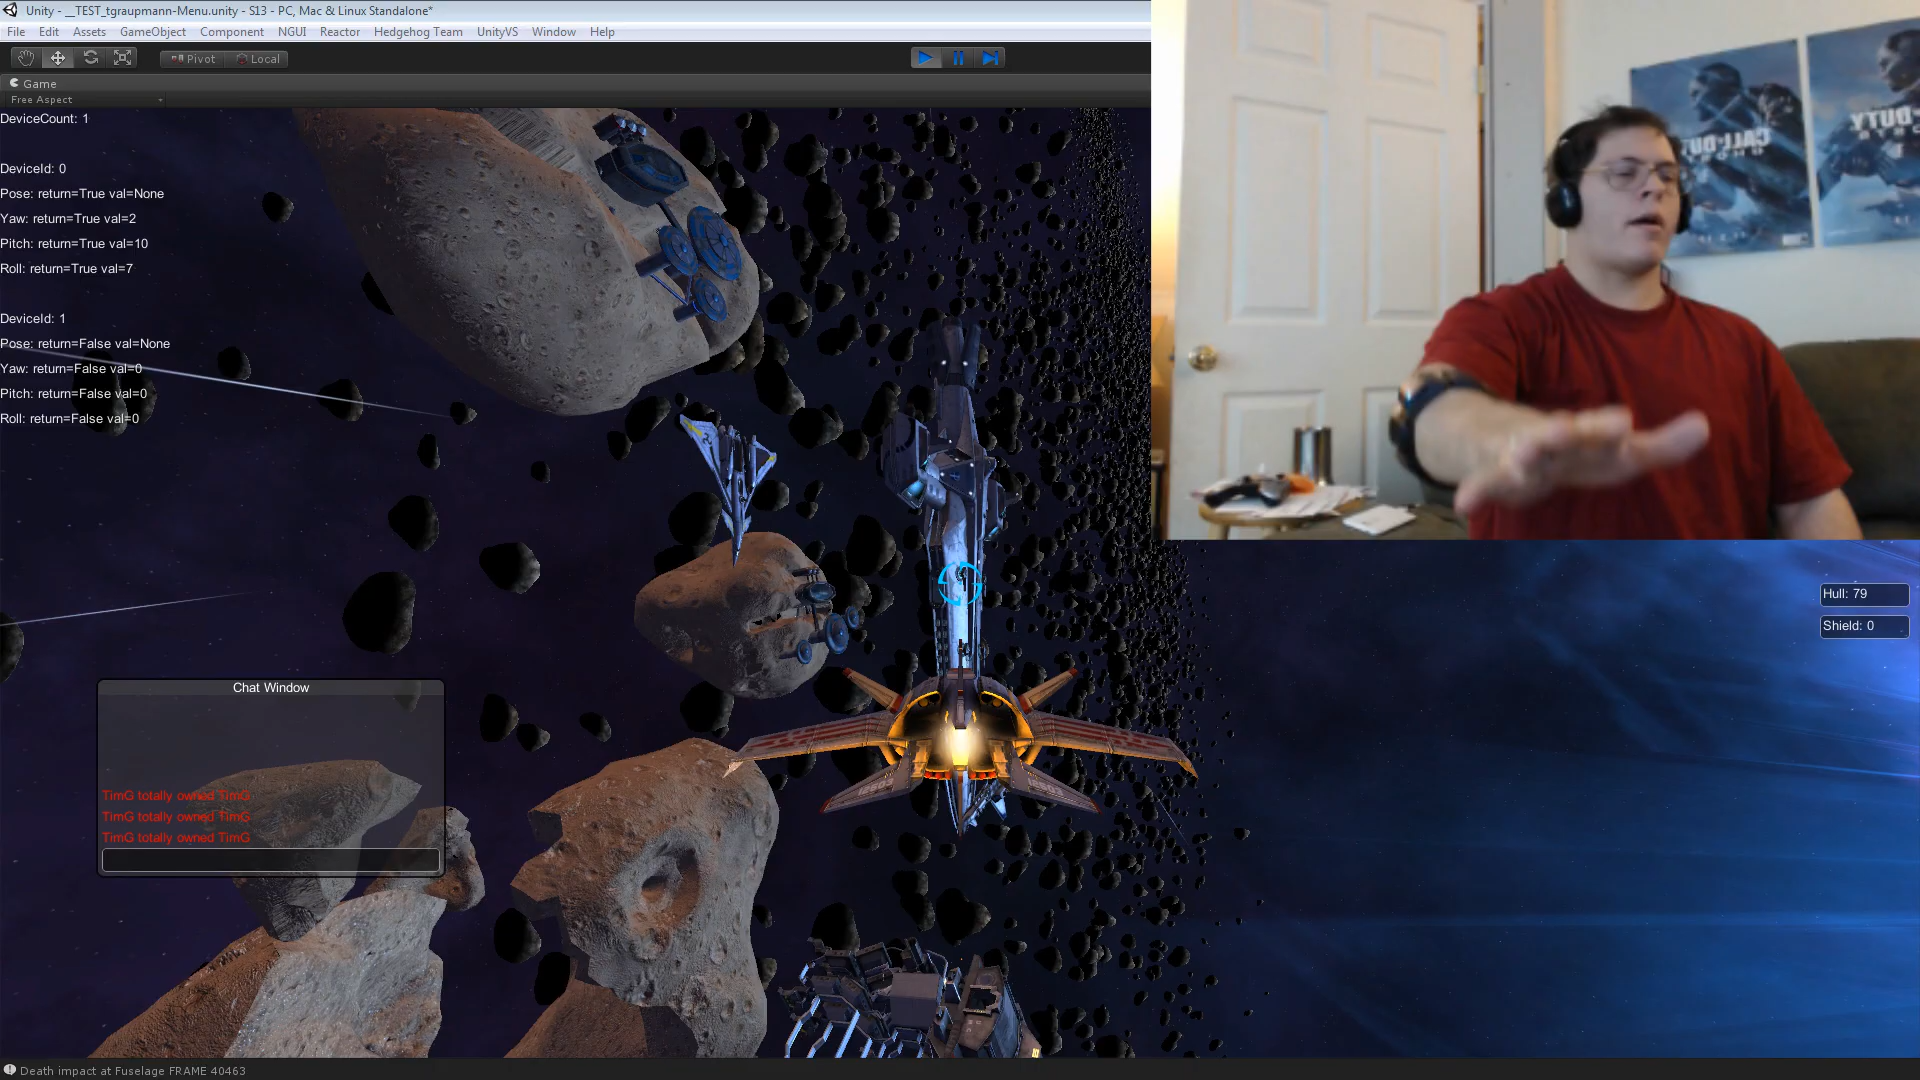 Unity - __TEST_tgraupmann-Menu.unity - S13 - PC, Mac & Linux Standalone*
File Edit Assets GameObject Component NGUI Reactor Hedgehog Team UnityVS Window Help
Pivot Local
Game
Free Aspect
DeviceCount: 1
DeviceId: 0
Pose: return=True val=None
Yaw: return=True val=2
Pitch: return=True val=10
Roll: return=True val=7
DeviceId: 1
Pose: return=False val=None
Yaw: return=False val=0
Pitch: return=False val=0
Roll: return=False val=0
CALL OF DUTY
DUTY
Hull: 79
Shield: 0
Chat Window
TimG totally owned TimG
TimG totally owned TimG
TimG totally owned TimG
Death impact at Fuselage FRAME 40463